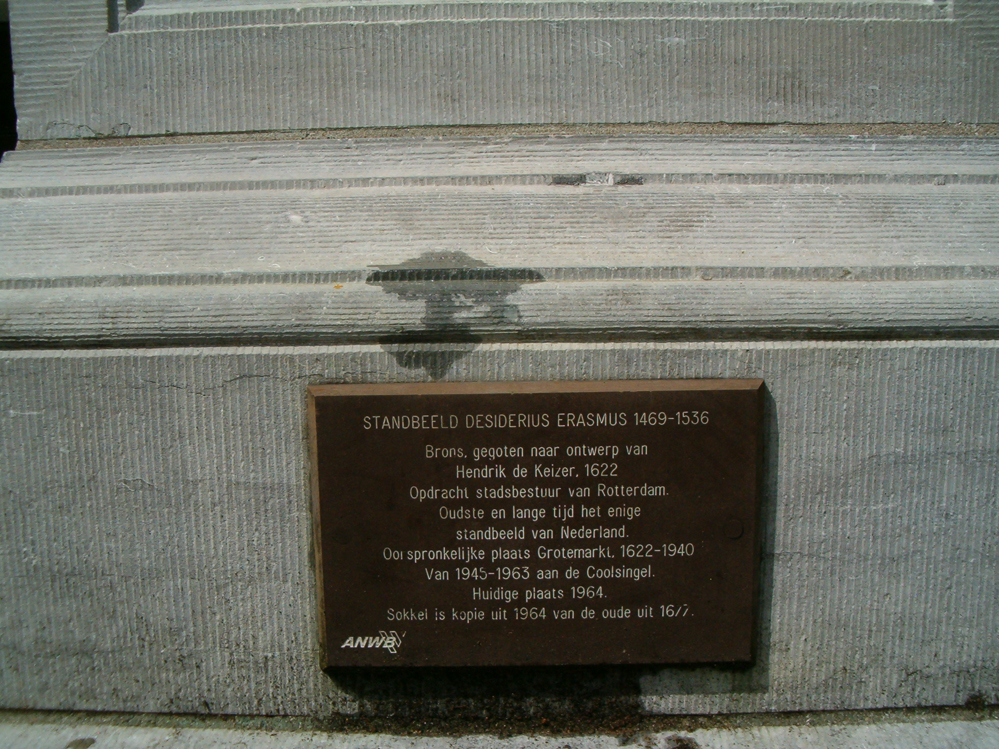 STANDBEELD DESIDERIUS ERASMUS 1469-1536
Brons, gegoten naar ontwerp van
Hendrik de Keizer, 1622
Opdracht stadsbestuur van Rotterdam.
Oudste en lange tijd het enige
standbeeld van Nederland.
Oorspronkelijke plaats Grotemarkt, 1622-1940
Van 1945-1963 aan de Coolsingel.
Huidige plaats 1964.
Sokkel is kopie uit 1964 van de oude uit
ANWB